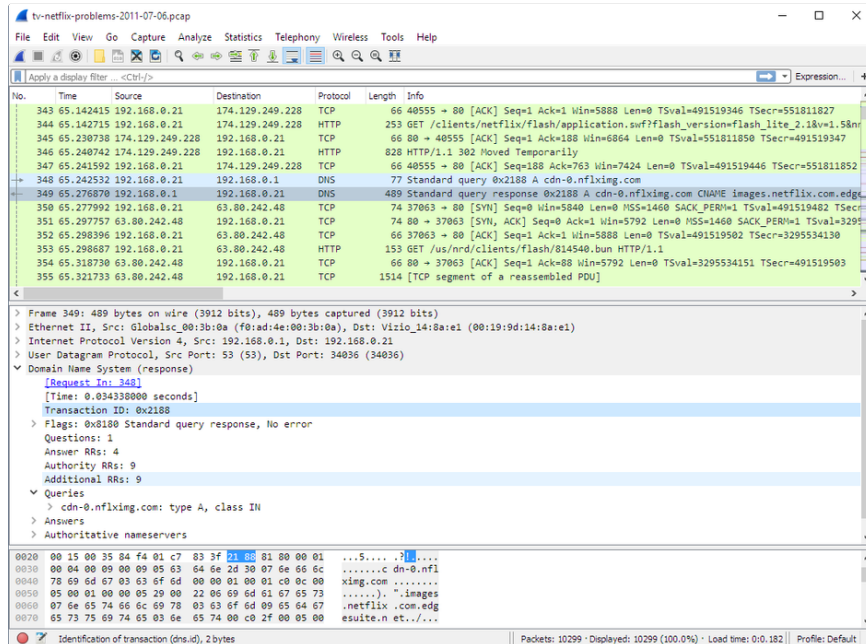 tv-netflix-problems-2011-07-06.pcap
File Edit View Go Capture Analyze Statistics Telephony Wireless Tools Help
Apply a display filter ... <Ctrl-/> Expression... +
No. Time Source Destination Protocol Length Info
343 65.142415 192.168.0.21 174.129.249.228 TCP 66 40555 → 80 [ACK] Seq=1 Ack=1 Win=5888 Len=0 TSval=491519346 TSecr=551811827
344 65.142715 192.168.0.21 174.129.249.228 HTTP 253 GET /clients/netflix/flash/application.swf?flash_version=flash_lite_2.1&v=1.5&nr
345 65.230738 174.129.249.228 192.168.0.21 TCP 66 80 → 40555 [ACK] Seq=1 Ack=188 Win=6864 Len=0 TSval=551811850 TSecr=491519347
346 65.240742 174.129.249.228 192.168.0.21 HTTP 828 HTTP/1.1 302 Moved Temporarily
347 65.241592 192.168.0.21 174.129.249.228 TCP 66 40555 → 80 [ACK] Seq=188 Ack=763 Win=7424 Len=0 TSval=491519446 TSecr=551811852
348 65.242532 192.168.0.21 192.168.0.1 DNS 77 Standard query 0x2188 A cdn-0.nflximg.com
349 65.276870 192.168.0.1 192.168.0.21 DNS 489 Standard query response 0x2188 A cdn-0.nflximg.com CNAME images.netflix.com.edge
350 65.277992 192.168.0.21 63.80.242.48 TCP 74 37063 → 80 [SYN] Seq=0 Win=5840 Len=0 MSS=1460 SACK_PERM=1 TSval=491519482 TSec
351 65.297757 63.80.242.48 192.168.0.21 TCP 74 80 → 37063 [SYN, ACK] Seq=0 Ack=1 Win=5792 Len=0 MSS=1460 SACK_PERM=1 TSval=3295
352 65.298396 192.168.0.21 63.80.242.48 TCP 66 37063 → 80 [ACK] Seq=1 Ack=1 Win=5888 Len=0 TSval=491519502 TSecr=3295534130
353 65.298687 192.168.0.21 63.80.242.48 HTTP 153 GET /us/nrd/clients/flash/814540.bun HTTP/1.1
354 65.318730 63.80.242.48 192.168.0.21 TCP 66 80 → 37063 [ACK] Seq=1 Ack=88 Win=5792 Len=0 TSval=3295534151 TSecr=491519503
355 65.321733 63.80.242.48 192.168.0.21 TCP 1514 [TCP segment of a reassembled PDU]
> Frame 349: 489 bytes on wire (3912 bits), 489 bytes captured (3912 bits)
> Ethernet II, Src: Globalsc_00:3b:0a (f0:ad:4e:00:3b:0a), Dst: Vizio_14:8a:e1 (00:19:9d:14:8a:e1)
> Internet Protocol Version 4, Src: 192.168.0.1, Dst: 192.168.0.21
> User Datagram Protocol, Src Port: 53 (53), Dst Port: 34036 (34036)
Domain Name System (response)
[Request In: 348]
[Time: 0.034338000 seconds]
Transaction ID: 0x2188
> Flags: 0x8180 Standard query response, No error
Questions: 1
Answer RRs: 4
Authority RRs: 9
Additional RRs: 9
Queries
> cdn-0.nflximg.com: type A, class IN
> Answers
> Authoritative nameservers
0020 00 15 00 35 84 f4 01 c7 83 3f 21 88 81 80 00 01 ...5.... .?!.....
0030 00 04 00 09 00 09 05 63 64 6e 2d 30 07 6e 66 6c .......c dn-0.nfl
0040 78 69 6d 67 03 63 6f 6d 00 00 01 00 01 c0 0c 00 ximg.com ........
0050 05 00 01 00 00 05 29 00 22 06 69 6d 61 67 65 73 ......). ".images
0060 07 6e 65 74 66 6c 69 78 03 63 6f 6d 09 65 64 67 .netflix .com.edg
0070 65 73 75 69 74 65 03 6e 65 74 00 c0 2f 00 05 00 esuite.n et../...
Identification of transaction (dns.id), 2 bytes Packets: 10299 · Displayed: 10299 (100.0%) · Load time: 0:0.182 Profile: Default